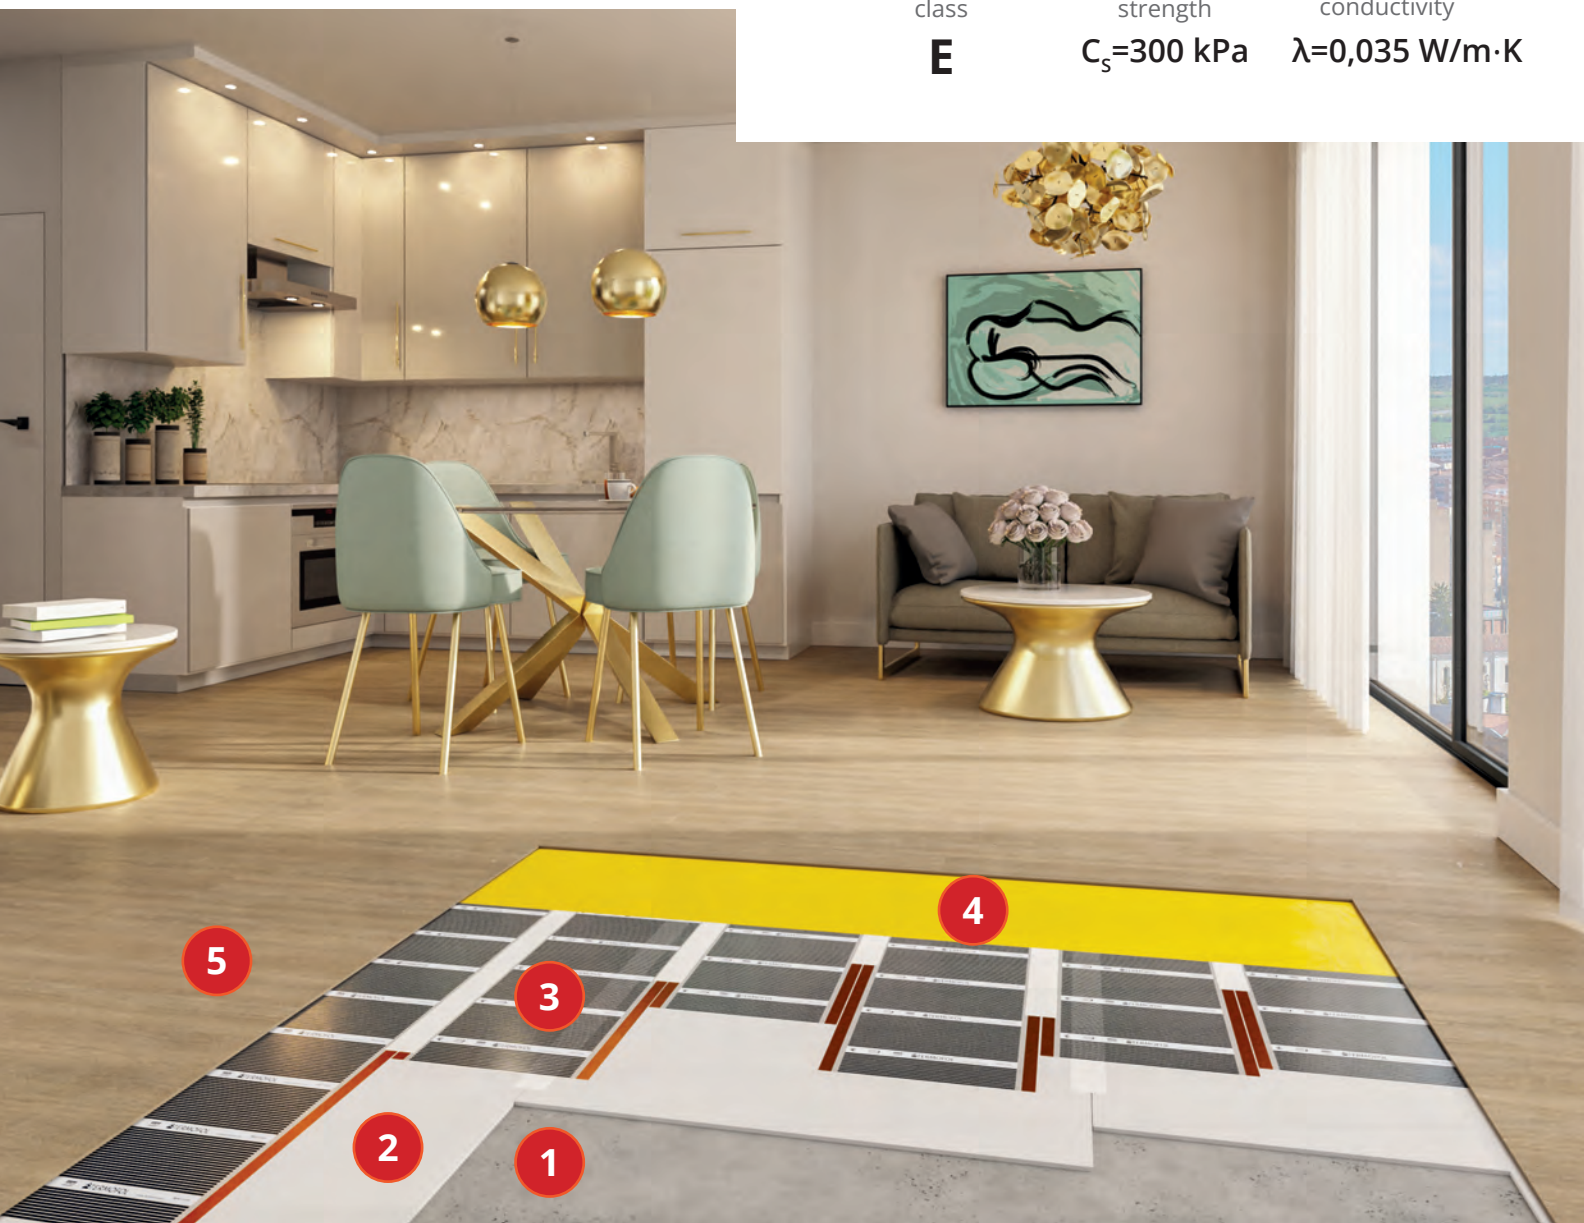 class
strength
conductivity
E
Cs=300 kPa
λ=0,035 W/m·K
4
5
3
2
1